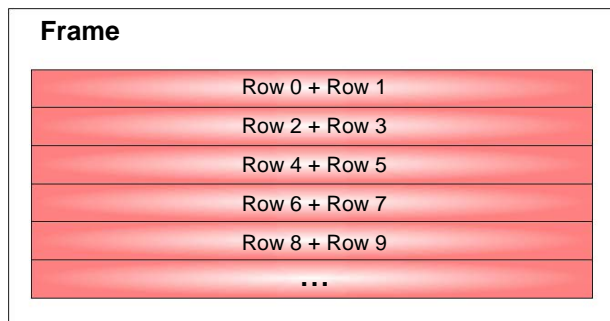 Frame
Row 0 + Row 1
Row 2 + Row 3
Row 4 + Row 5
Row 6 + Row 7
Row 8 + Row 9
...